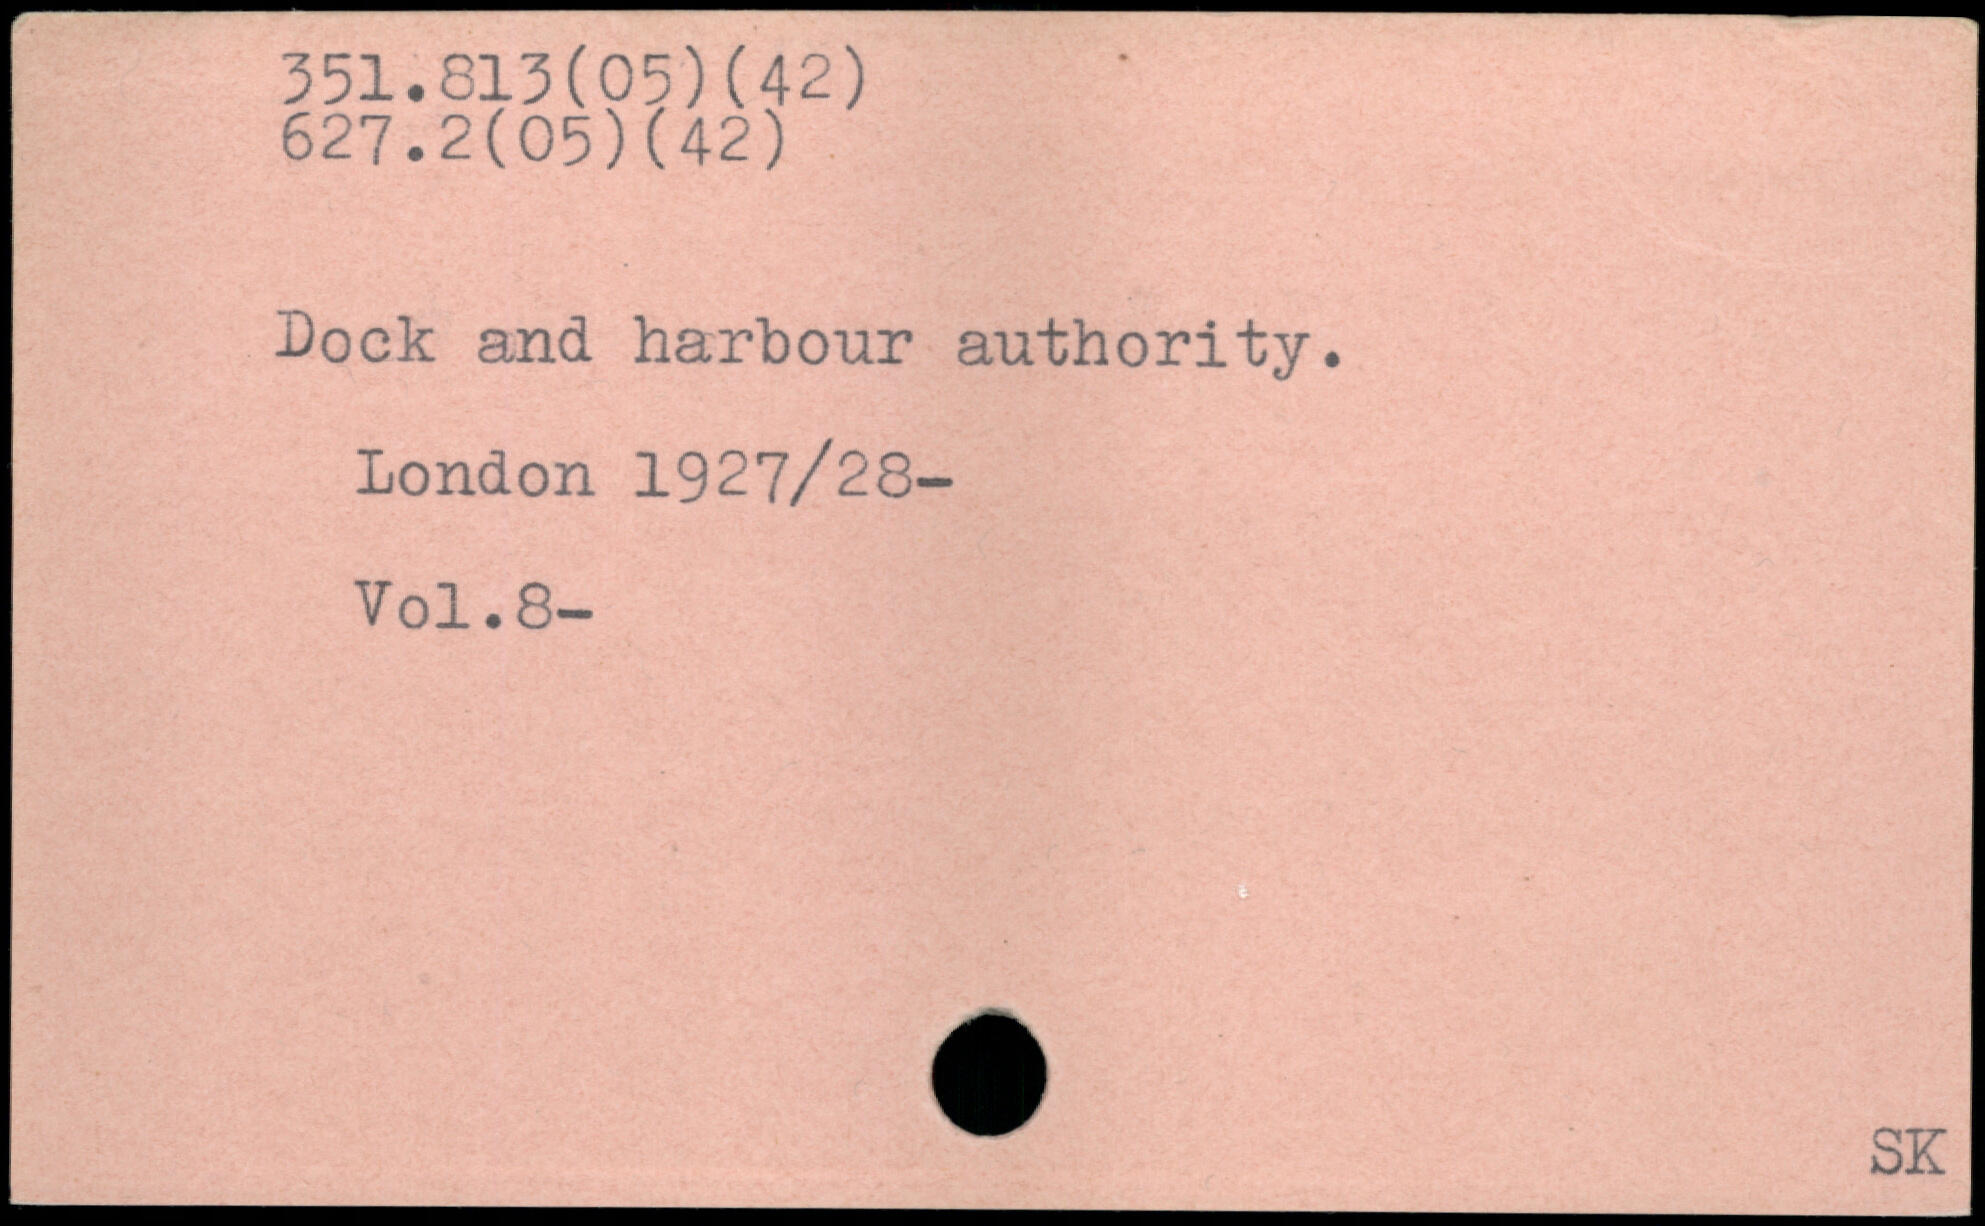 351.813(05)(42)
627.2(05)(42)
Dock and harbour authority.
London 1927/28-
Vol.8-
SK